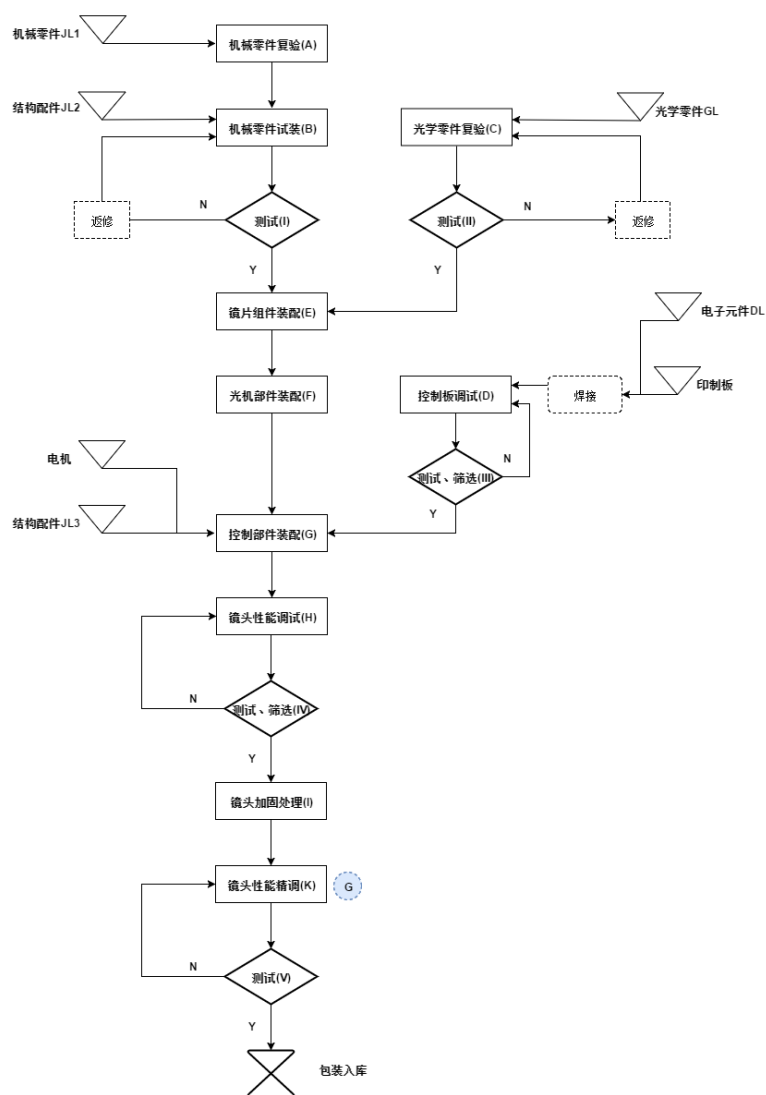 机械零件JL1
机械零件复验(A)
结构配件JL2
机械零件试装(B)
光学零件复验(C)
光学零件GL
返修
N
测试(I)
测试(II)
N
返修
Y
Y
镜片组件装配(E)
电子元件DL
光机部件装配(F)
控制板调试(D)
焊接
印制板
电机
测试、筛选(III)
N
Y
结构配件JL3
控制部件装配(G)
镜头性能调试(H)
N
测试、筛选(IV)
Y
镜头加固处理(I)
镜头性能精调(K)
G
N
测试(V)
Y
包装入库